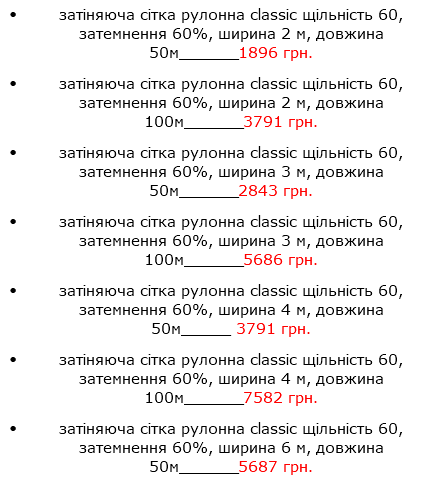 • затіняюча сітка рулонна classic щільність 60,
затемнення 60%, ширина 2 м, довжина
50м_______1896 грн.
• затіняюча сітка рулонна classic щільність 60,
затемнення 60%, ширина 2 м, довжина
100м_______3791 грн.
• затіняюча сітка рулонна classic щільність 60,
затемнення 60%, ширина 3 м, довжина
50м_______2843 грн.
• затіняюча сітка рулонна classic щільність 60,
затемнення 60%, ширина 3 м, довжина
100м_______5686 грн.
• затіняюча сітка рулонна classic щільність 60,
затемнення 60%, ширина 4 м, довжина
50м______ 3791 грн.
• затіняюча сітка рулонна classic щільність 60,
затемнення 60%, ширина 4 м, довжина
100м_______7582 грн.
• затіняюча сітка рулонна classic щільність 60,
затемнення 60%, ширина 6 м, довжина
50м_______5687 грн.